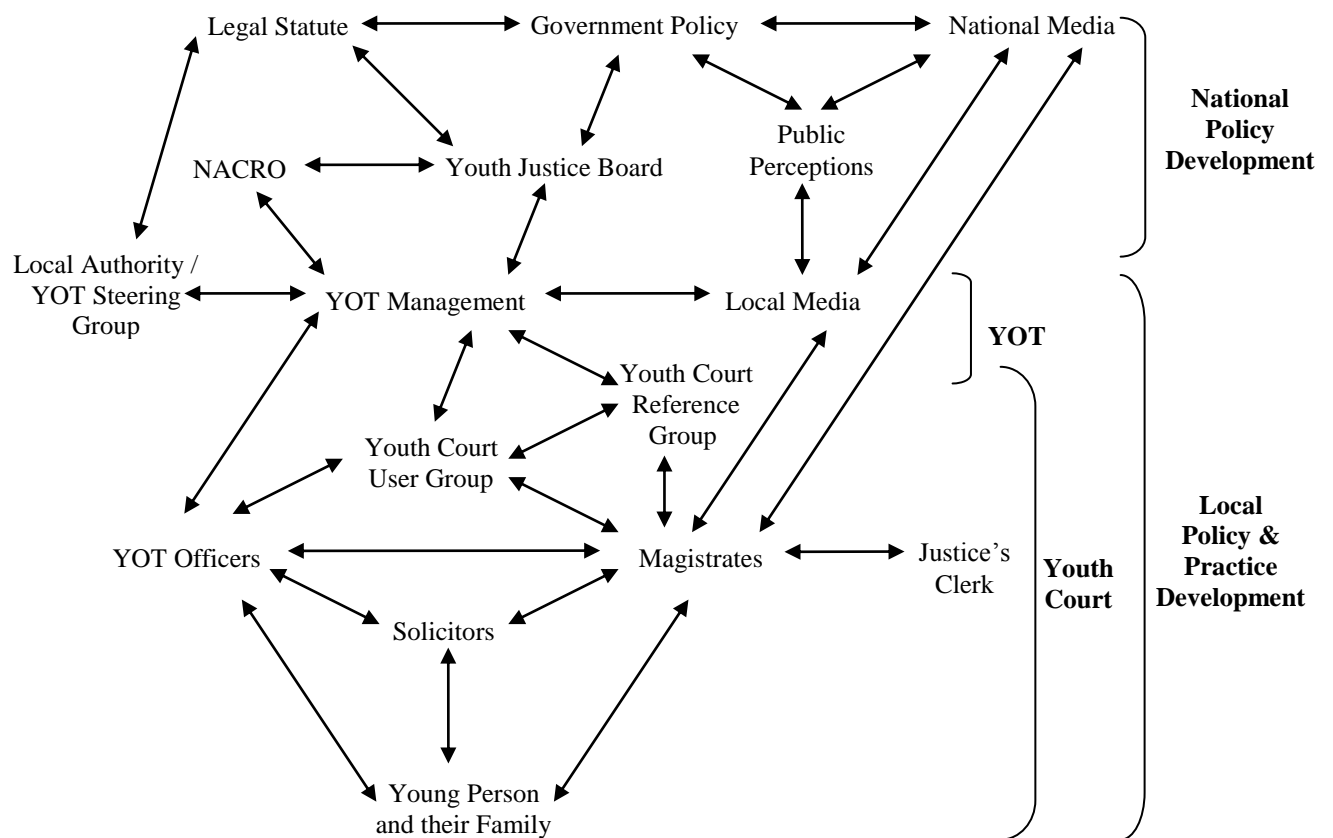 Legal Statute
Government Policy
National Media
National
Policy
Development
Public
Perceptions
NACRO
Youth Justice Board
Local Authority /
YOT Steering
Group
YOT Management
Local Media
YOT
Youth Court
Reference
Group
Youth Court
User Group
YOT Officers
Magistrates
Justice’s
Clerk
Youth
Court
Local
Policy &
Practice
Development
Solicitors
Young Person
and their Family